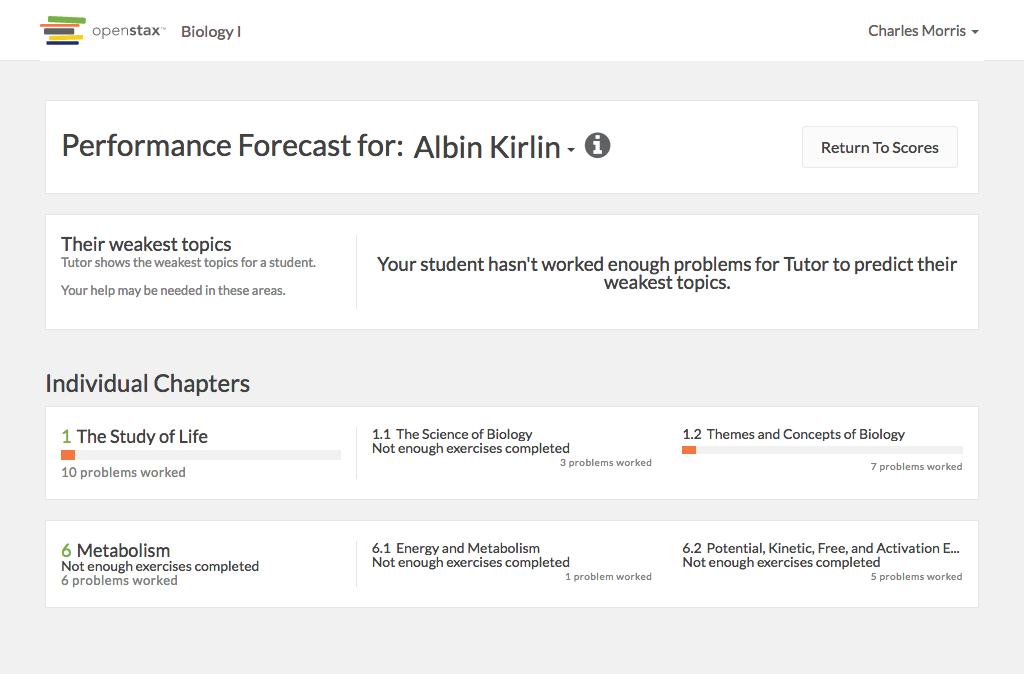 openstax™ Biology I
Charles Morris
Performance Forecast for: Albin Kirlin
Return To Scores
Their weakest topics
Tutor shows the weakest topics for a student.
Your help may be needed in these areas.
Your student hasn't worked enough problems for Tutor to predict their
weakest topics.
Individual Chapters
1 The Study of Life
10 problems worked
1.1 The Science of Biology
Not enough exercises completed
3 problems worked
1.2 Themes and Concepts of Biology
7 problems worked
6 Metabolism
Not enough exercises completed
6 problems worked
6.1 Energy and Metabolism
Not enough exercises completed
1 problem worked
6.2 Potential, Kinetic, Free, and Activation E...
Not enough exercises completed
5 problems worked